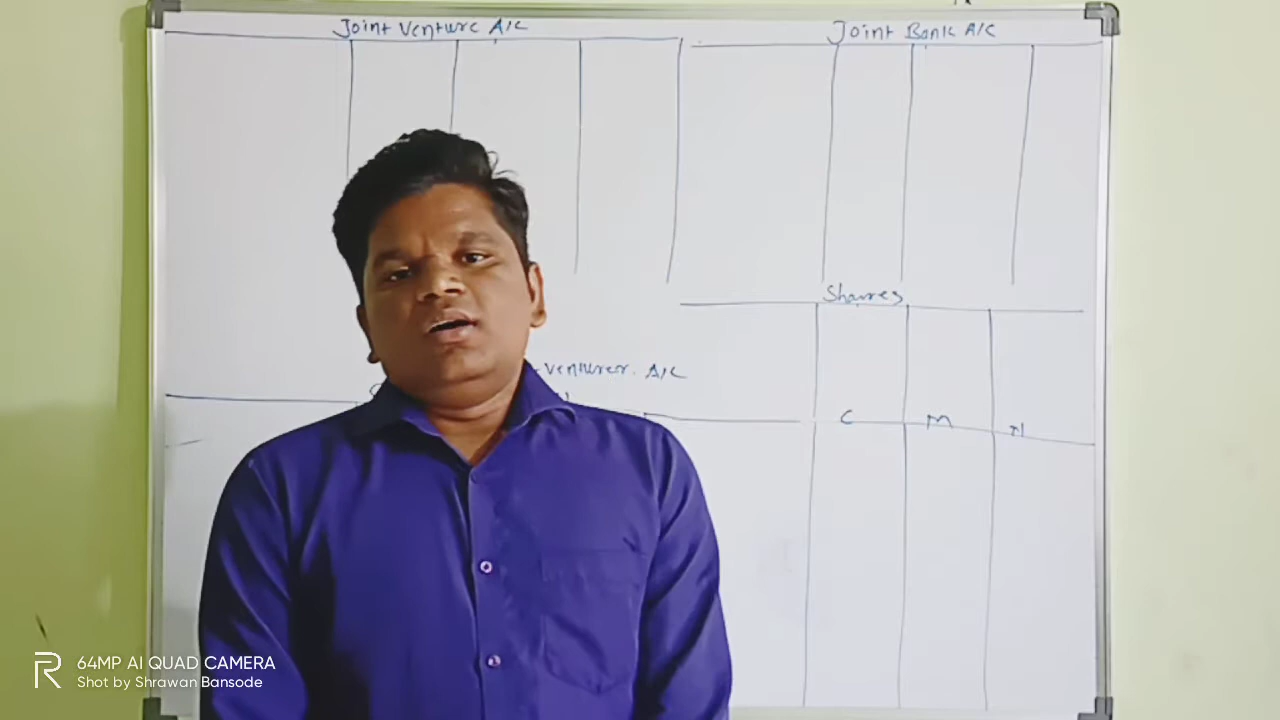 Joint Venture A/C
Joint Bank A/C
Shares
venturer. A/C
C M N
64MP AI QUAD CAMERA
Shot by Shrawan Bansode